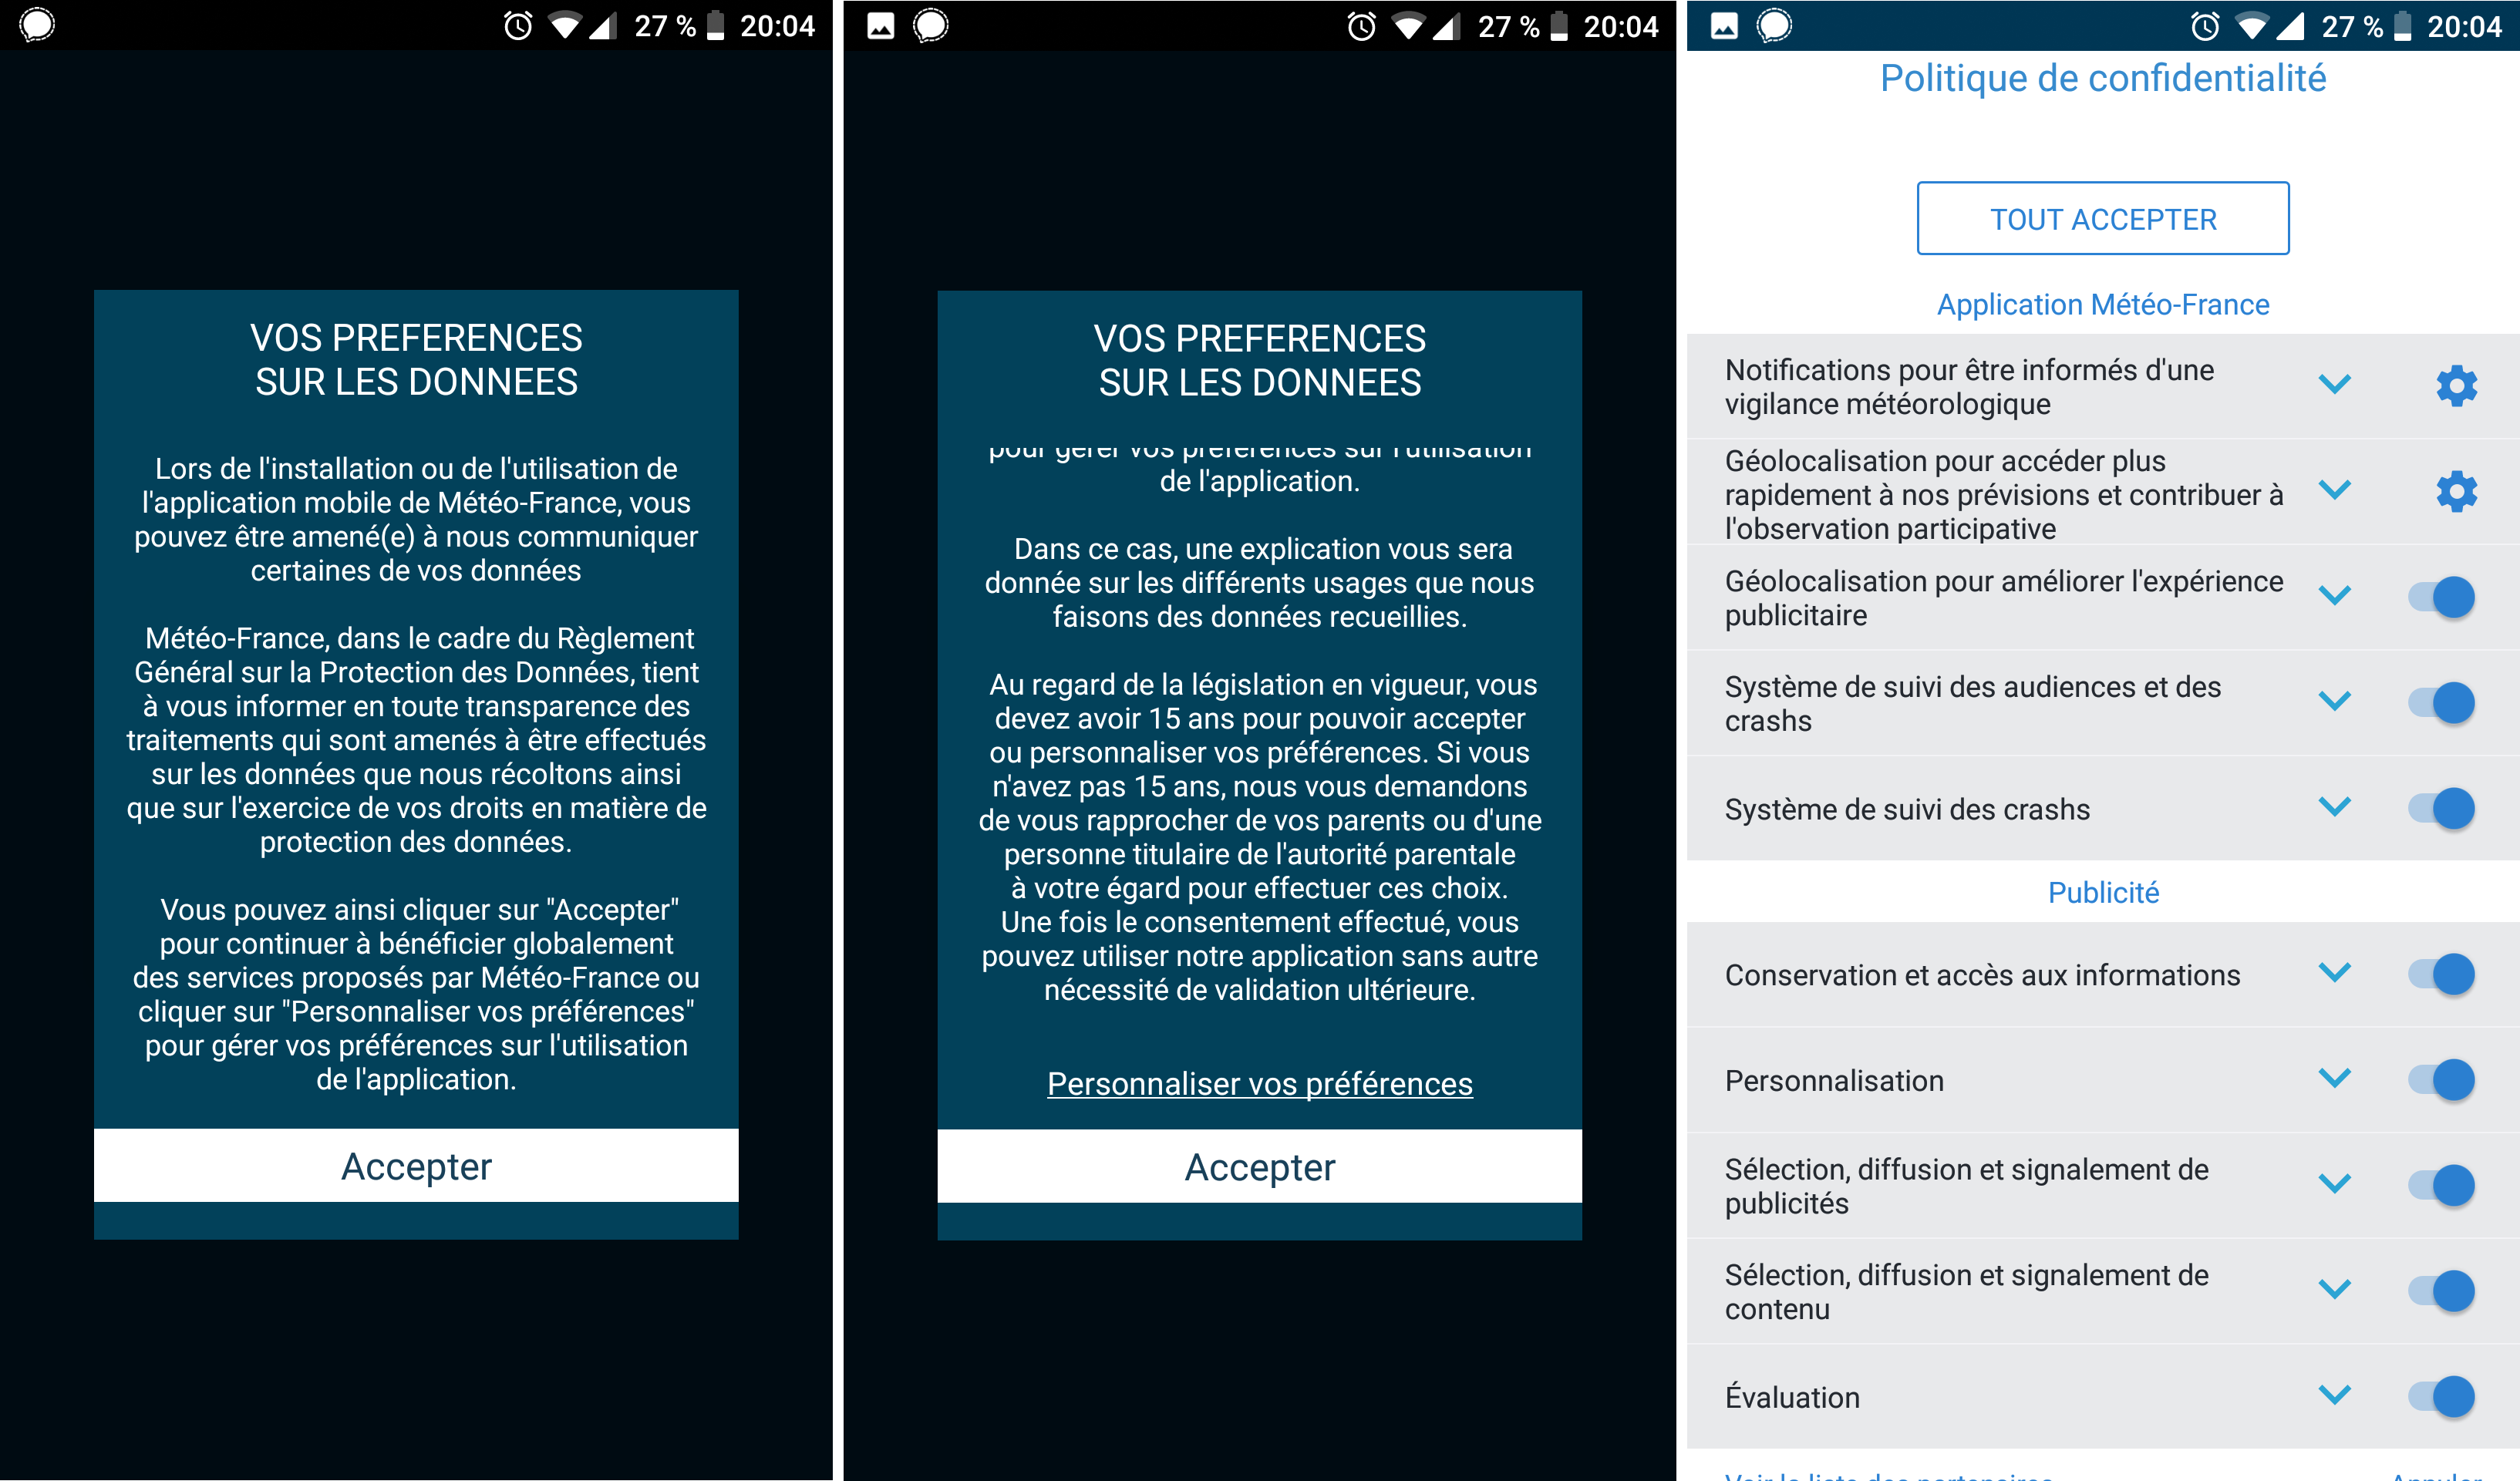 27 % 20:04
VOS PREFERENCES
SUR LES DONNEES
Lors de l'installation ou de l'utilisation de
l'application mobile de Météo-France, vous
pouvez être amené(e) à nous communiquer
certaines de vos données
Météo-France, dans le cadre du Règlement
Général sur la Protection des Données, tient
à vous informer en toute transparence des
traitements qui sont amenés à être effectués
sur les données que nous récoltons ainsi
que sur l'exercice de vos droits en matière de
protection des données.
Vous pouvez ainsi cliquer sur "Accepter"
pour continuer à bénéficier globalement
des services proposés par Météo-France ou
cliquer sur "Personnaliser vos préférences"
pour gérer vos préférences sur l'utilisation
de l'application.
Accepter
27 % 20:04
VOS PREFERENCES
SUR LES DONNEES
pour gérer vos préférences sur l'utilisation
de l'application.
Dans ce cas, une explication vous sera
donnée sur les différents usages que nous
faisons des données recueillies.
Au regard de la législation en vigueur, vous
devez avoir 15 ans pour pouvoir accepter
ou personnaliser vos préférences. Si vous
n'avez pas 15 ans, nous vous demandons
de vous rapprocher de vos parents ou d'une
personne titulaire de l'autorité parentale
à votre égard pour effectuer ces choix.
Une fois le consentement effectué, vous
pouvez utiliser notre application sans autre
nécessité de validation ultérieure.
Personnaliser vos préférences
Accepter
27 % 20:04
Politique de confidentialité
TOUT ACCEPTER
Application Météo-France
Notifications pour être informés d'une
vigilance météorologique
Géolocalisation pour accéder plus
rapidement à nos prévisions et contribuer à
l'observation participative
Géolocalisation pour améliorer l'expérience
publicitaire
Système de suivi des audiences et des
crashs
Système de suivi des crashs
Publicité
Conservation et accès aux informations
Personnalisation
Sélection, diffusion et signalement de
publicités
Sélection, diffusion et signalement de
contenu
Évaluation
Voir la liste des partenaires Annuler